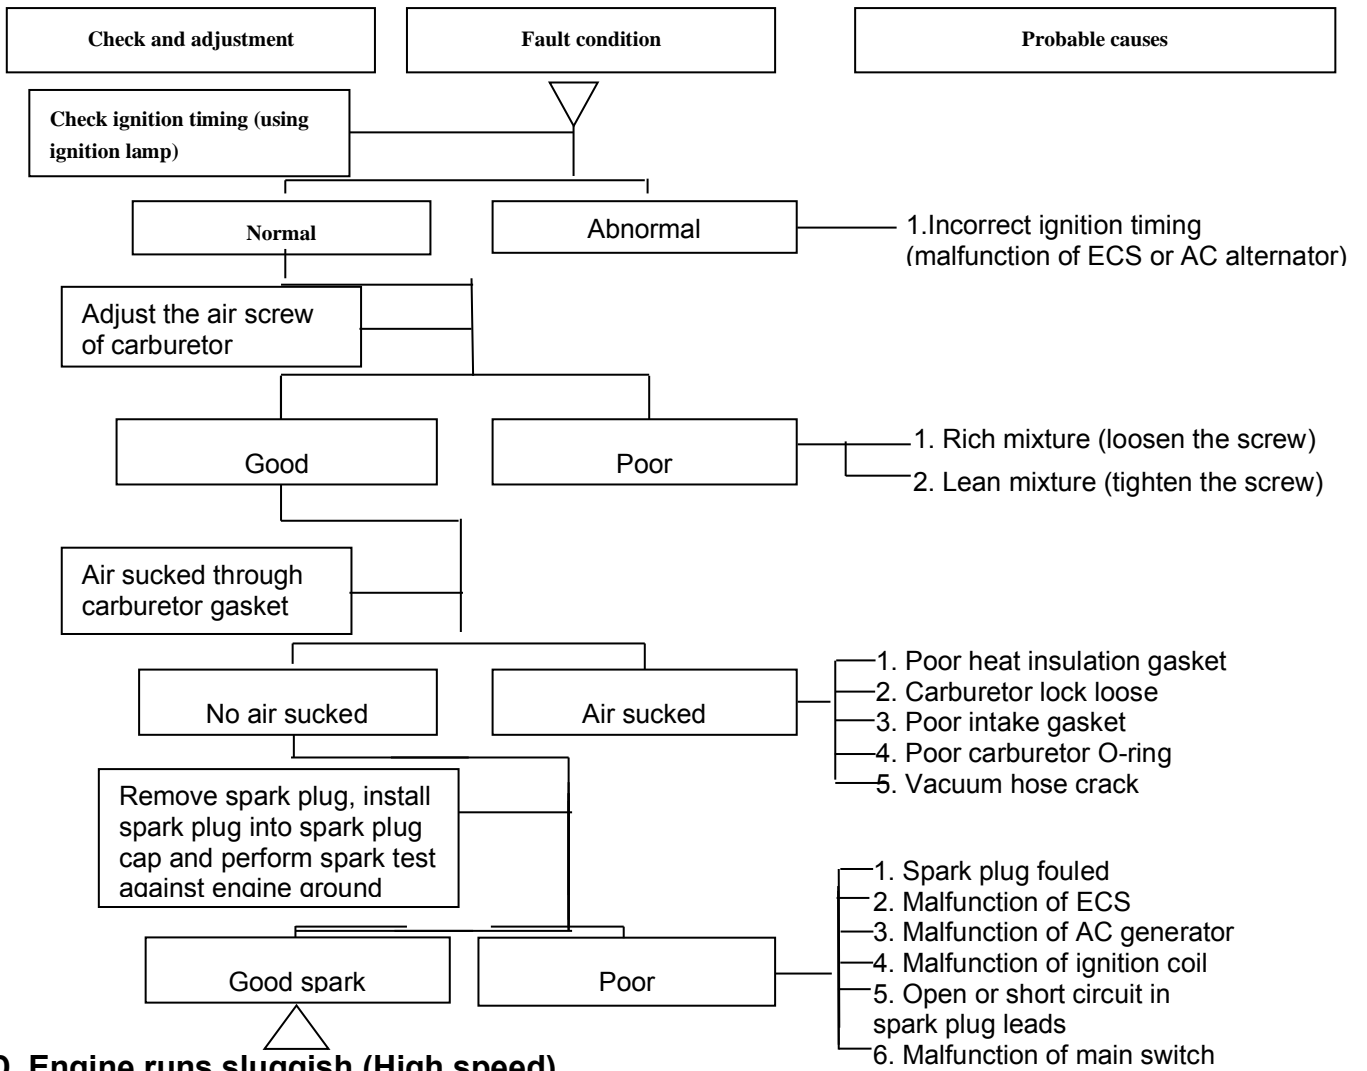 Check and adjustment
Fault condition
Probable causes
Check ignition timing (using
ignition lamp)
Normal
Abnormal
1.Incorrect ignition timing
(malfunction of ECS or AC alternator)
Adjust the air screw
of carburetor
Good
Poor
1. Rich mixture (loosen the screw)
2. Lean mixture (tighten the screw)
Air sucked through
carburetor gasket
No air sucked
Air sucked
1. Poor heat insulation gasket
2. Carburetor lock loose
3. Poor intake gasket
4. Poor carburetor O-ring
5. Vacuum hose crack
Remove spark plug, install
spark plug into spark plug
cap and perform spark test
against engine ground
Good spark
Poor
1. Spark plug fouled
2. Malfunction of ECS
3. Malfunction of AC generator
4. Malfunction of ignition coil
5. Open or short circuit in
spark plug leads
6. Malfunction of main switch
Engine runs sluggish (High speed)